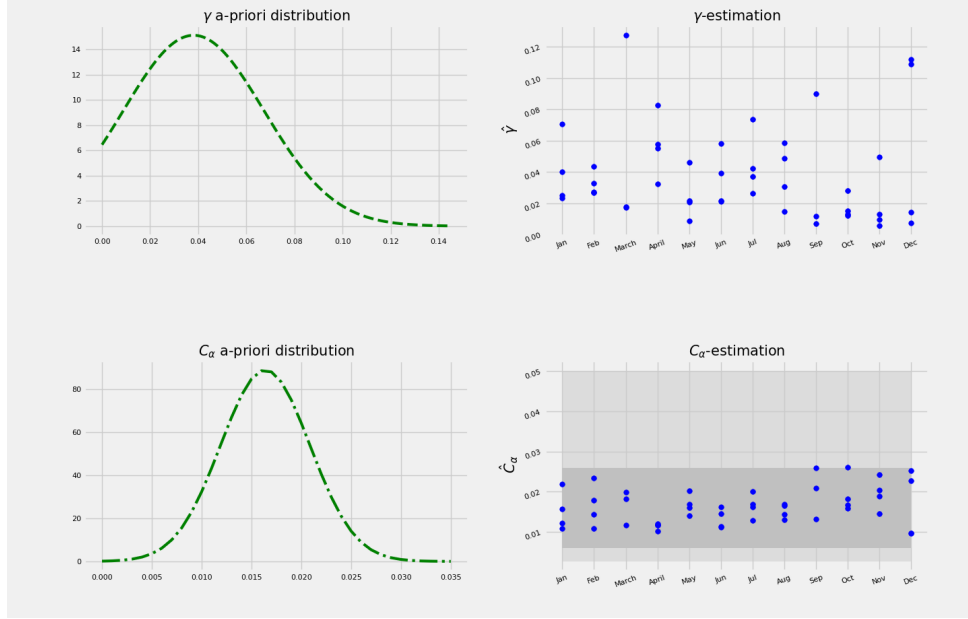 γ a-priori distribution
14
12
10
8
6
4
2
0
0.00 0.02 0.04 0.06 0.08 0.10 0.12 0.14
γ-estimation
γ̂
0.12
0.10
0.08
0.06
0.04
0.02
0.00
Jan Feb March April May Jun Jul Aug Sep Oct Nov Dec
C_α a-priori distribution
80
60
40
20
0
0.000 0.005 0.010 0.015 0.020 0.025 0.030 0.035
C_α-estimation
Ĉ_α
0.05
0.04
0.03
0.02
0.01
Jan Feb March April May Jun Jul Aug Sep Oct Nov Dec